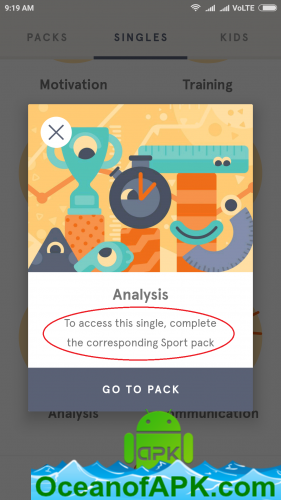 9:19 AM VoLTE
PACKS SINGLES KIDS
Motivation Training
Analysis
To access this single, complete
the corresponding Sport pack
GO TO PACK
Analysis ommunication
APK
OceanofAPK.com